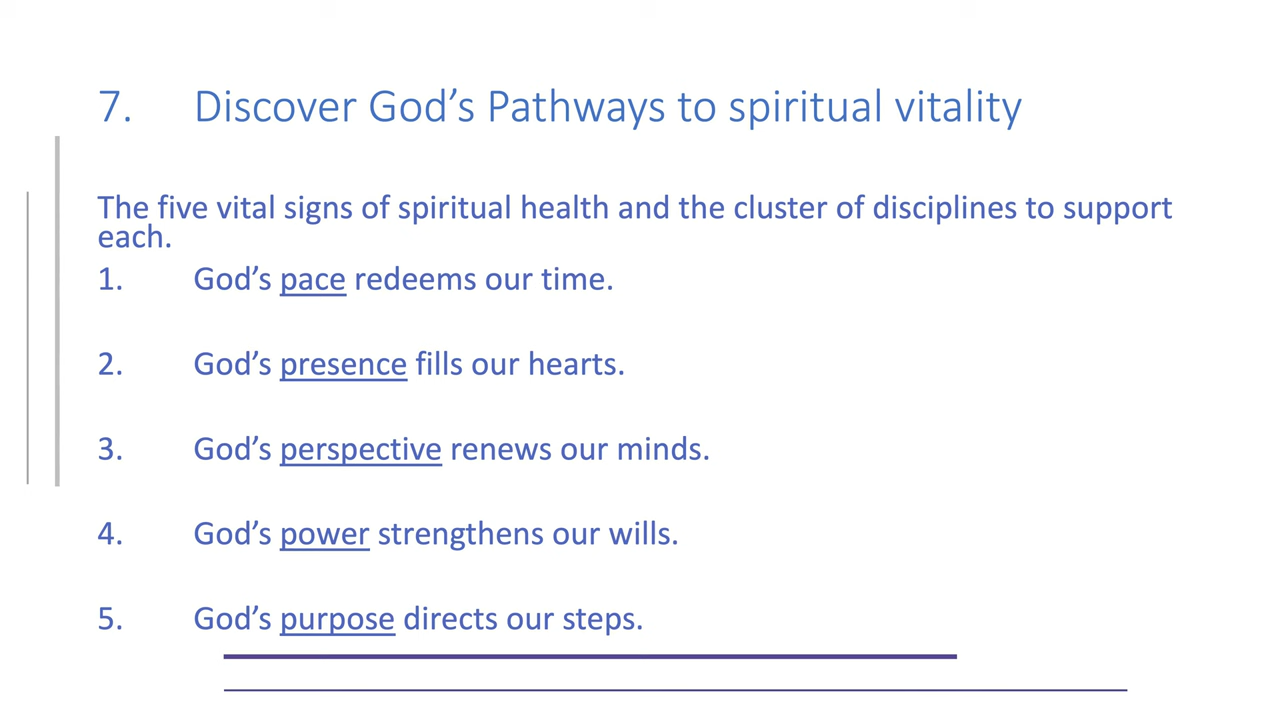 7. Discover God’s Pathways to spiritual vitality
The five vital signs of spiritual health and the cluster of disciplines to support
each.
1. God’s pace redeems our time.
2. God’s presence fills our hearts.
3. God’s perspective renews our minds.
4. God’s power strengthens our wills.
5. God’s purpose directs our steps.